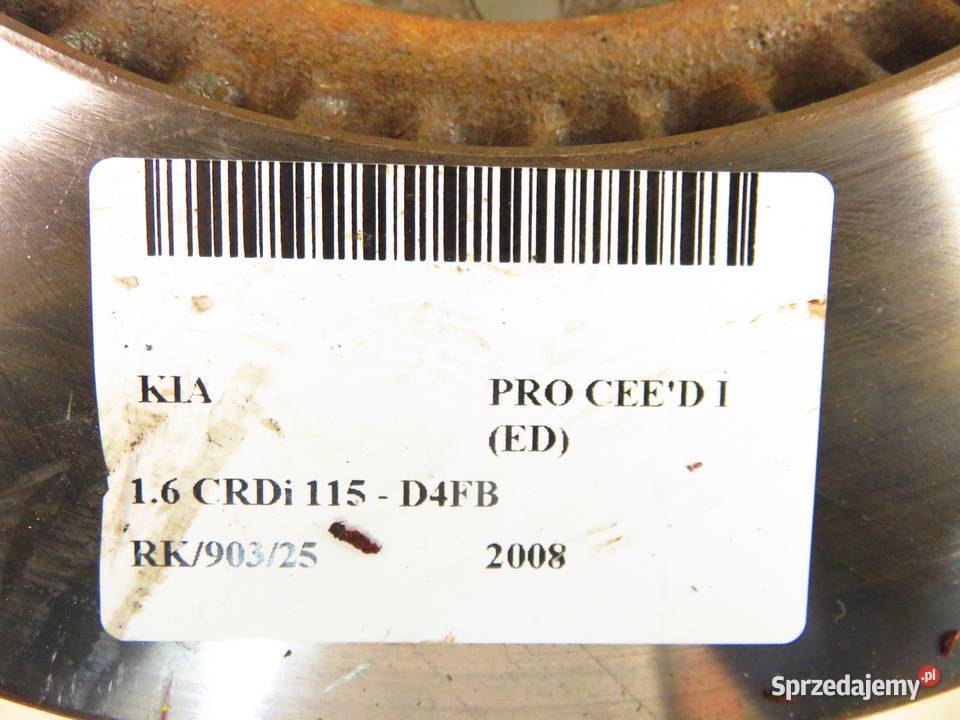 KIA PRO CEE'D I
(ED)
1.6 CRDi 115 - D4FB
RK/903/25 2008
Sprzedajemy.pl